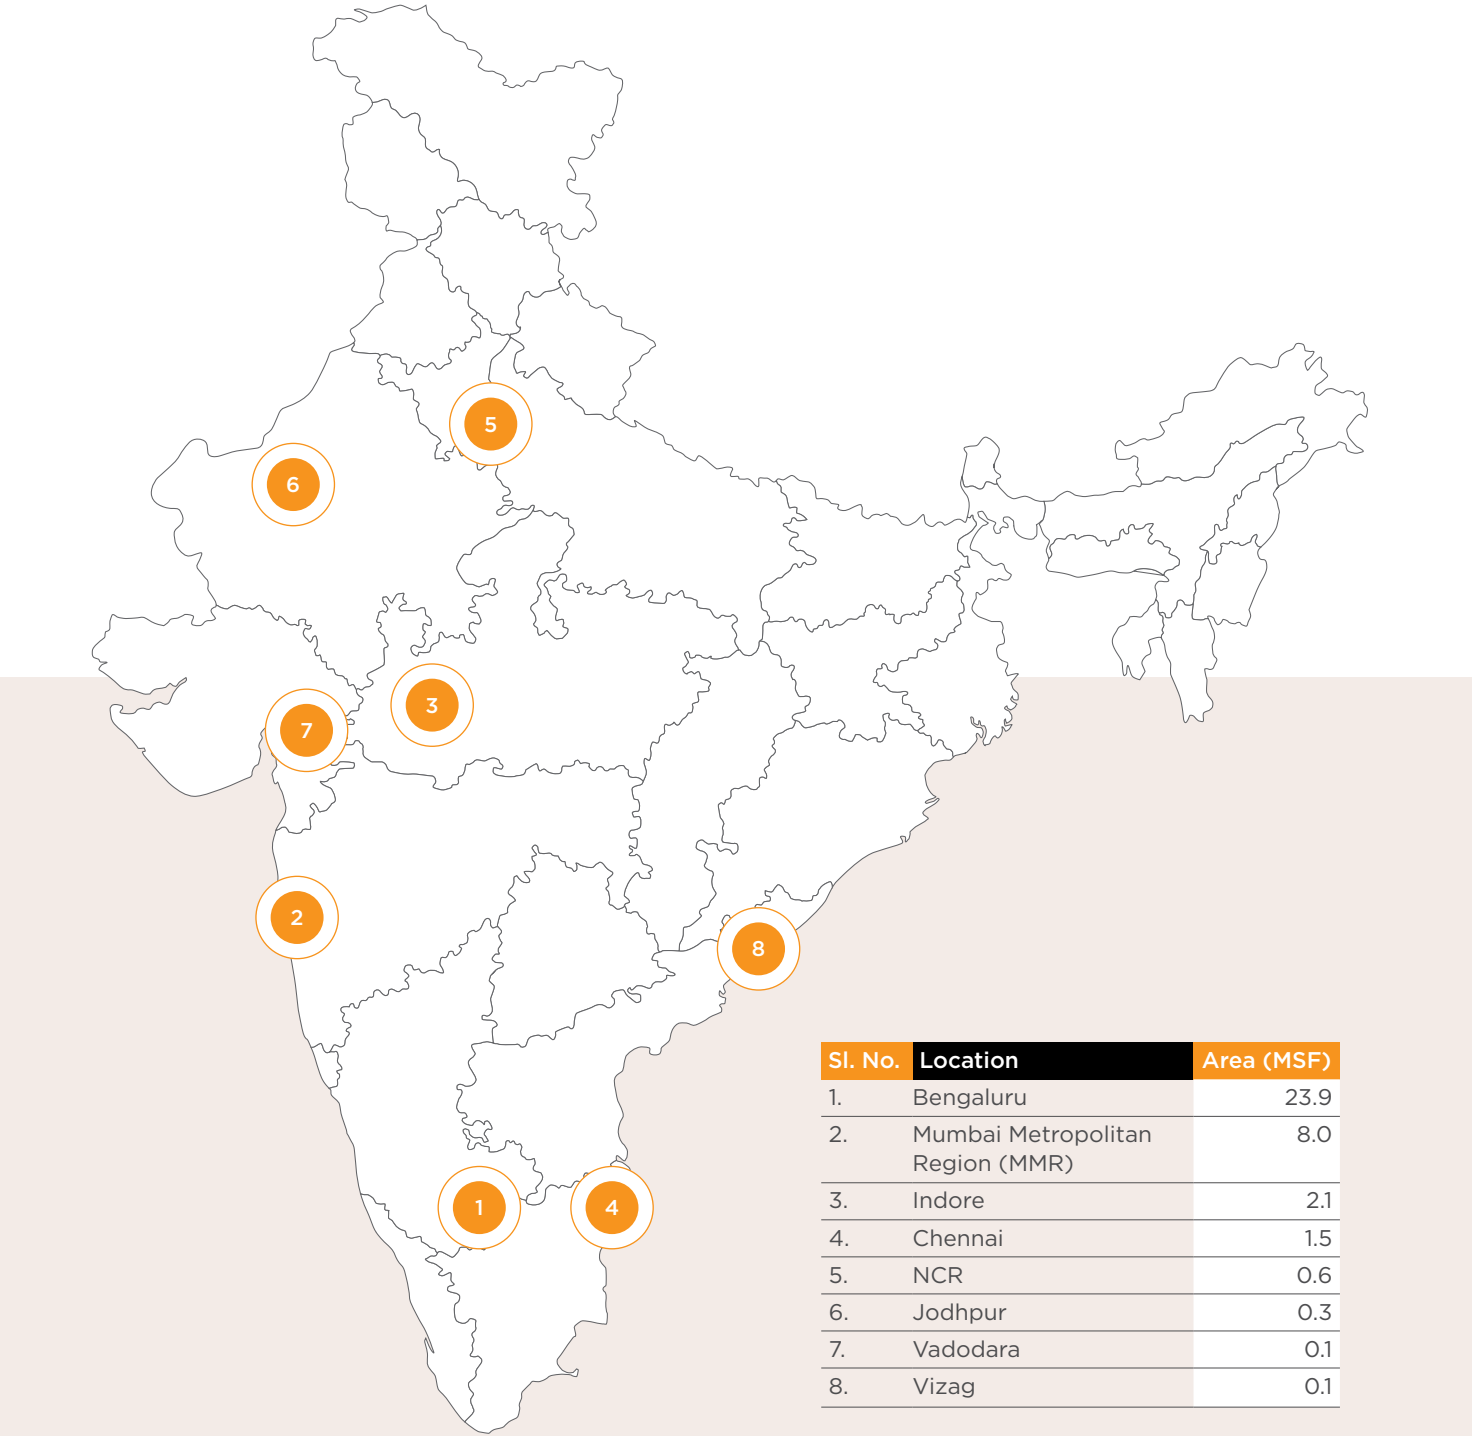 5
6
3
7
2
8
1
4
Sl. No. Location Area (MSF)
1. Bengaluru 23.9
2. Mumbai Metropolitan 8.0
Region (MMR)
3. Indore 2.1
4. Chennai 1.5
5. NCR 0.6
6. Jodhpur 0.3
7. Vadodara 0.1
8. Vizag 0.1